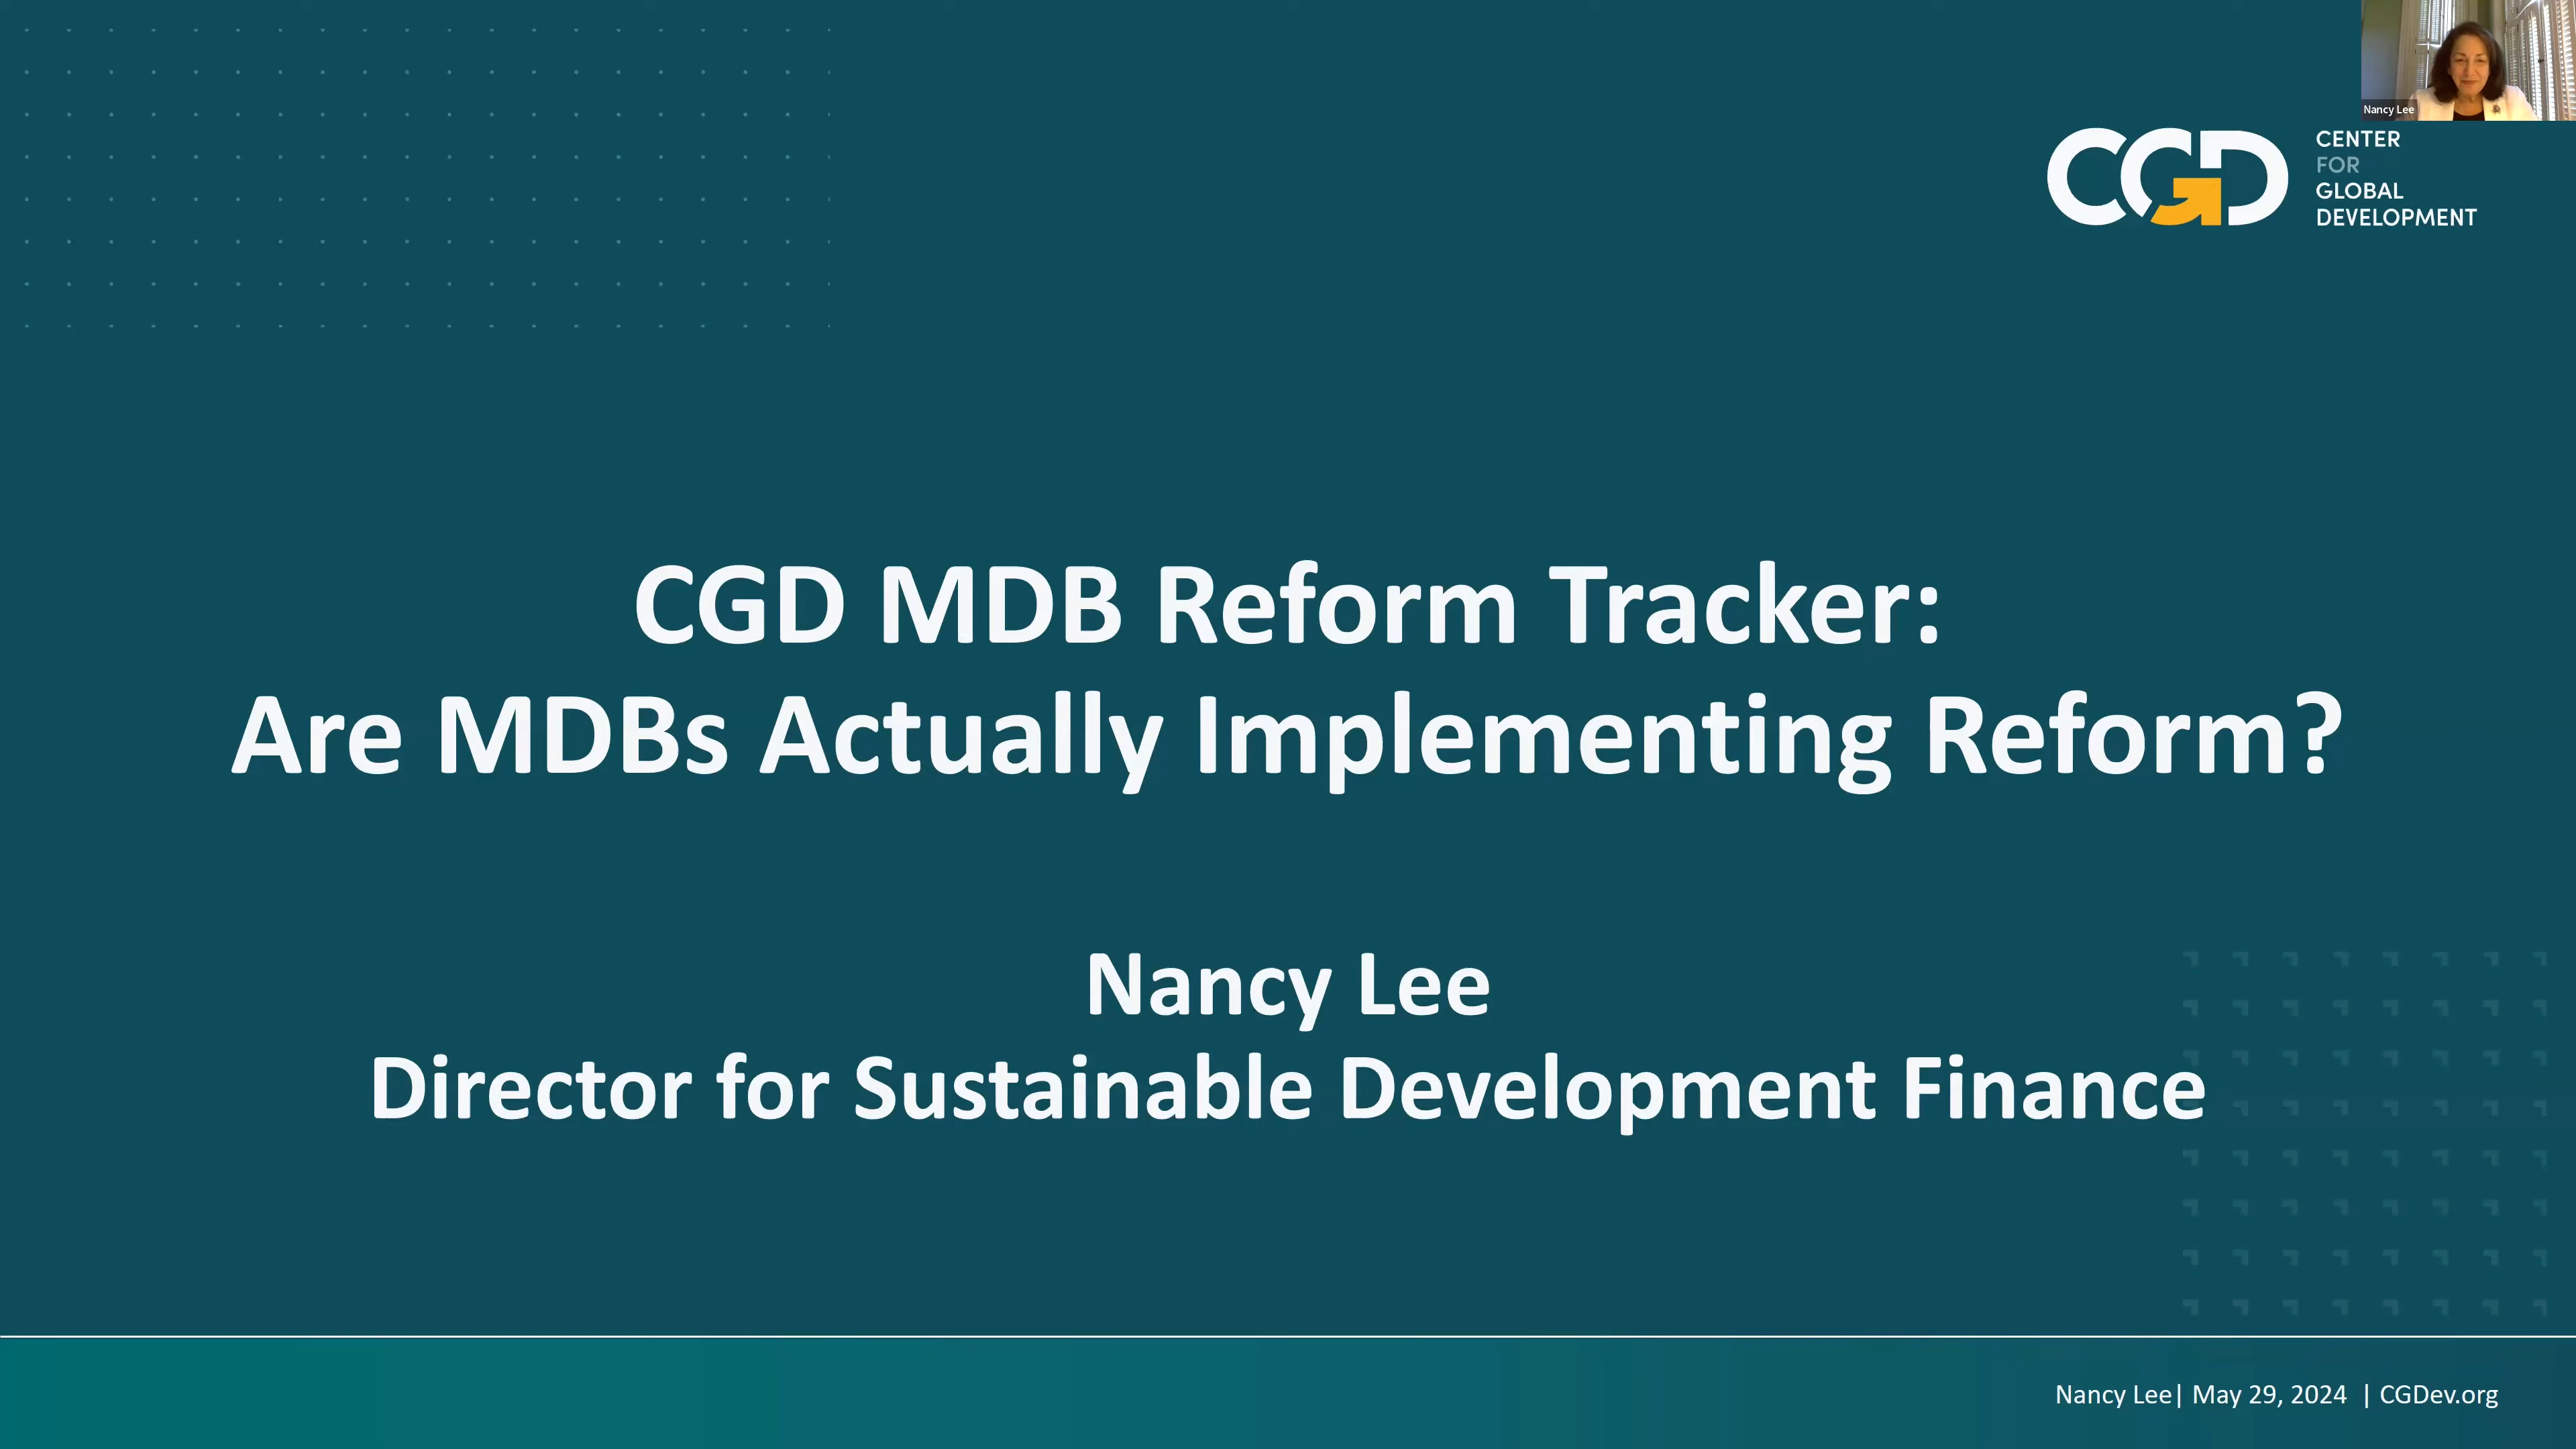 Nancy Lee
CGD
CENTER
FOR
GLOBAL
DEVELOPMENT
CGD MDB Reform Tracker:
Are MDBs Actually Implementing Reform?
Nancy Lee
Director for Sustainable Development Finance
Nancy Lee| May 29, 2024 | CGDev.org